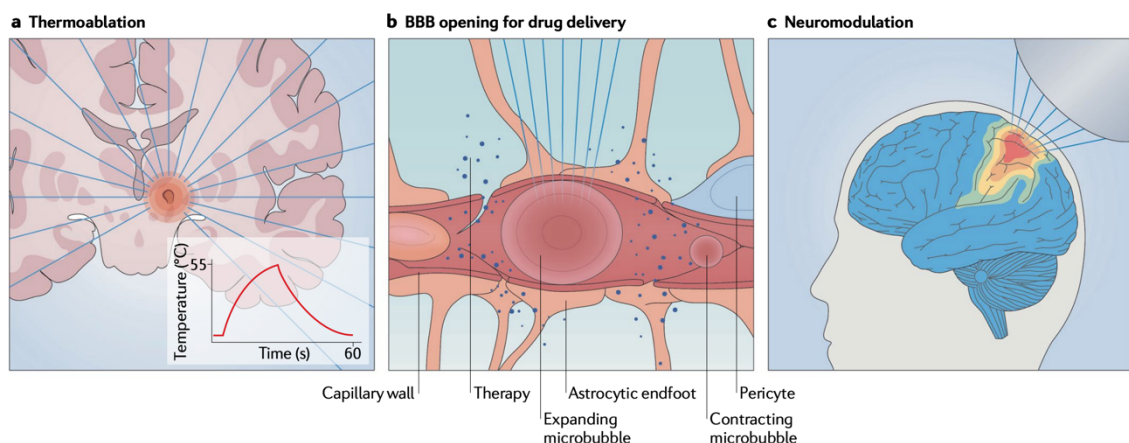 a Thermoablation
b BBB opening for drug delivery
c Neuromodulation
Temperature (°C)
55
Time (s)
60
Capillary wall
Therapy
Astrocytic endfoot
Pericyte
Expanding
microbubble
Contracting
microbubble